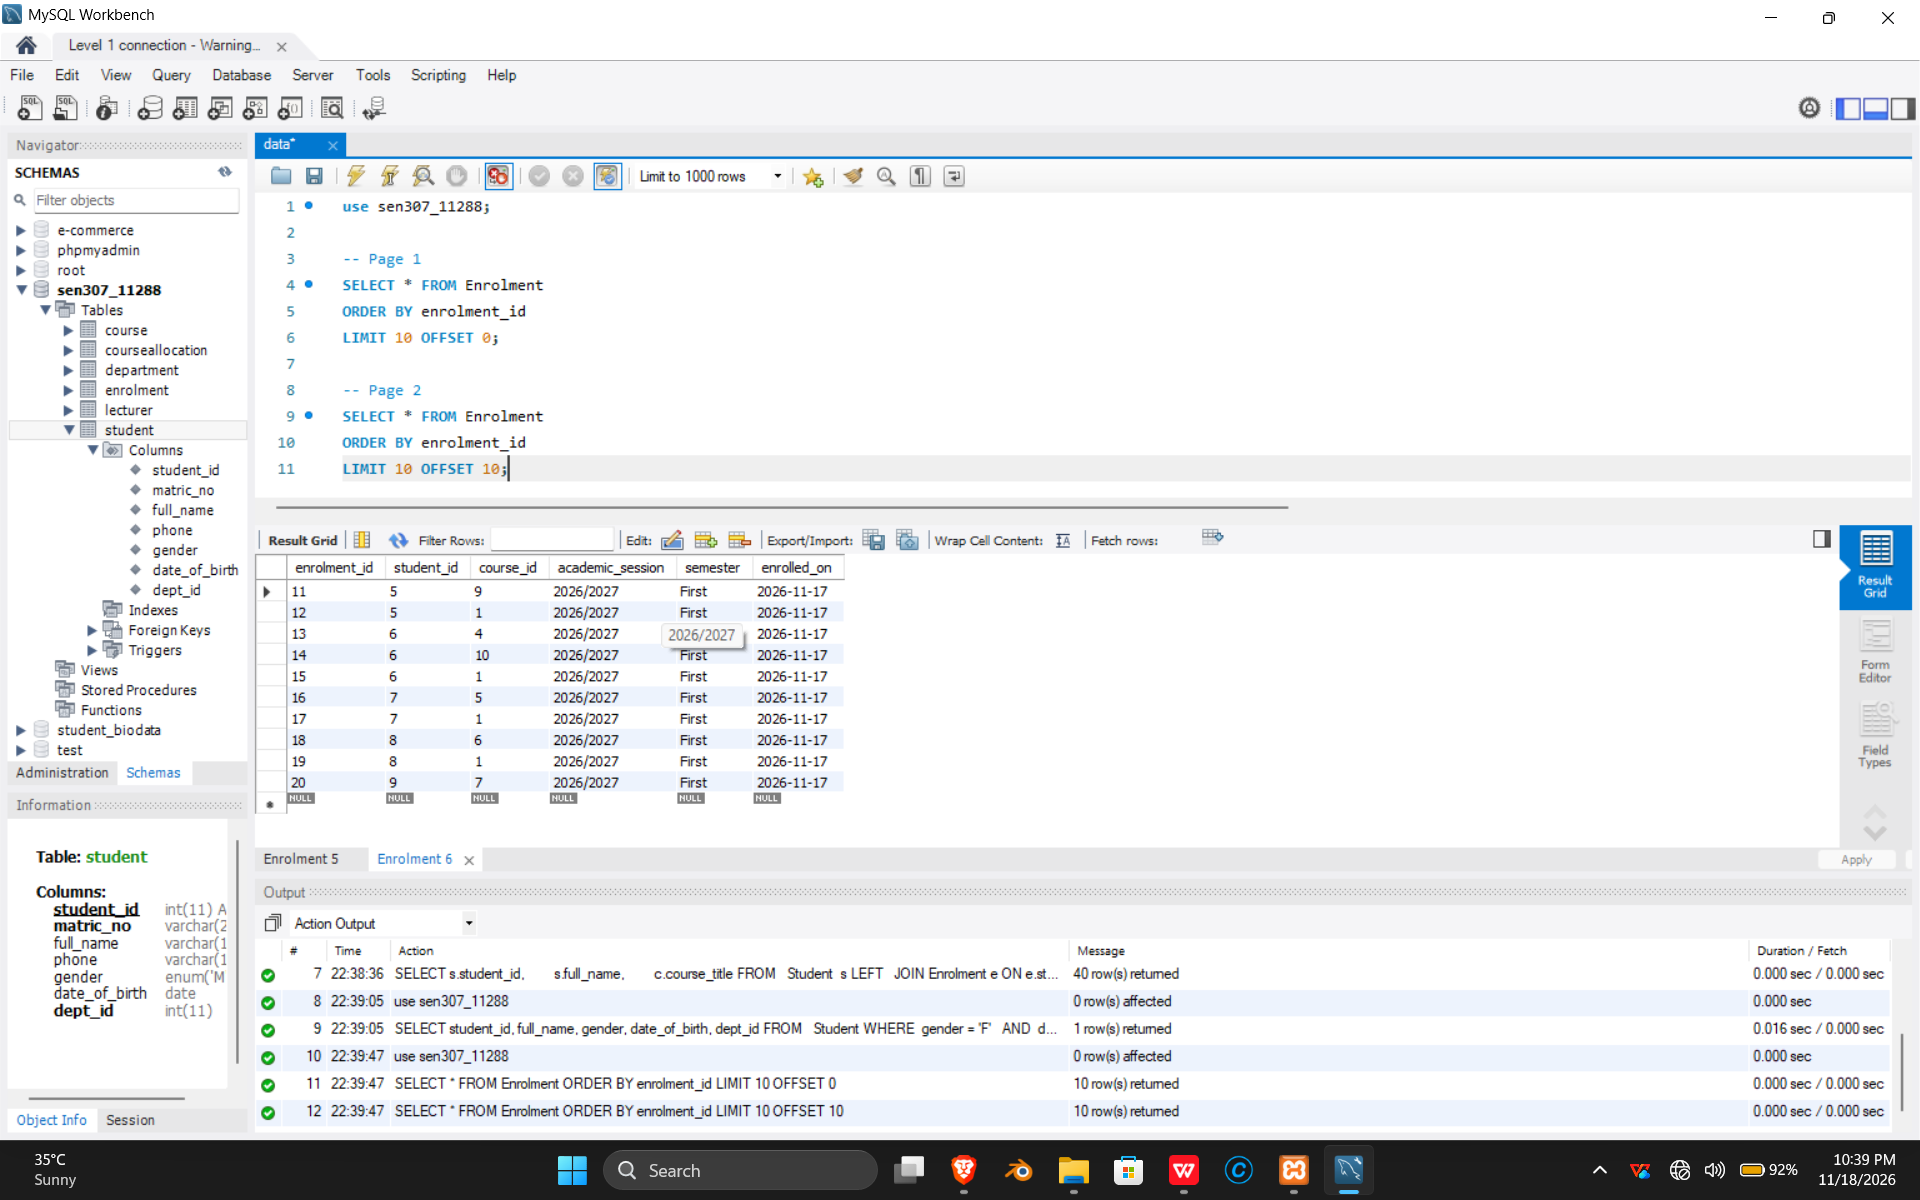 MySQL Workbench
Level 1 connection - Warning...
File Edit View Query Database Server Tools Scripting Help
Navigator
SCHEMAS
Filter objects
e-commerce
phpmyadmin
root
sen307_11288
Tables
course
courseallocation
department
enrolment
lecturer
student
Columns
student_id
matric_no
full_name
phone
gender
date_of_birth
dept_id
Indexes
Foreign Keys
Triggers
Views
Stored Procedures
Functions
student_biodata
test
Administration Schemas
Information
Table: student
Columns:
student_id int(11) A
matric_no varchar(2
full_name varchar(1
phone varchar(1
gender enum('M
date_of_birth date
dept_id int(11)
Object Info Session
data*
Limit to 1000 rows
1 use sen307_11288;
2
3 -- Page 1
4 SELECT * FROM Enrolment
5 ORDER BY enrolment_id
6 LIMIT 10 OFFSET 0;
7
8 -- Page 2
9 SELECT * FROM Enrolment
10 ORDER BY enrolment_id
11 LIMIT 10 OFFSET 10;
Result Grid Filter Rows: Edit: Export/Import: Wrap Cell Content: Fetch rows:
enrolment_id student_id course_id academic_session semester enrolled_on
11 5 9 2026/2027 First 2026-11-17
12 5 1 2026/2027 First 2026-11-17
13 6 4 2026/2027 2026-11-17
2026/2027
14 6 10 2026/2027 First 2026-11-17
15 6 1 2026/2027 First 2026-11-17
16 7 5 2026/2027 First 2026-11-17
17 7 1 2026/2027 First 2026-11-17
18 8 6 2026/2027 First 2026-11-17
19 8 1 2026/2027 First 2026-11-17
20 9 7 2026/2027 First 2026-11-17
NULL NULL NULL NULL NULL NULL
Result
Grid
Form
Editor
Field
Types
Enrolment 5 Enrolment 6 Apply
Output
Action Output
# Time Action Message Duration / Fetch
7 22:38:36 SELECT s.student_id, s.full_name, c.course_title FROM Student s LEFT JOIN Enrolment e ON e.st... 40 row(s) returned 0.000 sec / 0.000 sec
8 22:39:05 use sen307_11288 0 row(s) affected 0.000 sec
9 22:39:05 SELECT student_id, full_name, gender, date_of_birth, dept_id FROM Student WHERE gender = 'F' AND d... 1 row(s) returned 0.016 sec / 0.000 sec
10 22:39:47 use sen307_11288 0 row(s) affected 0.000 sec
11 22:39:47 SELECT * FROM Enrolment ORDER BY enrolment_id LIMIT 10 OFFSET 0 10 row(s) returned 0.000 sec / 0.000 sec
12 22:39:47 SELECT * FROM Enrolment ORDER BY enrolment_id LIMIT 10 OFFSET 10 10 row(s) returned 0.000 sec / 0.000 sec
35°C
Sunny
Search
92%
10:39 PM
11/18/2026